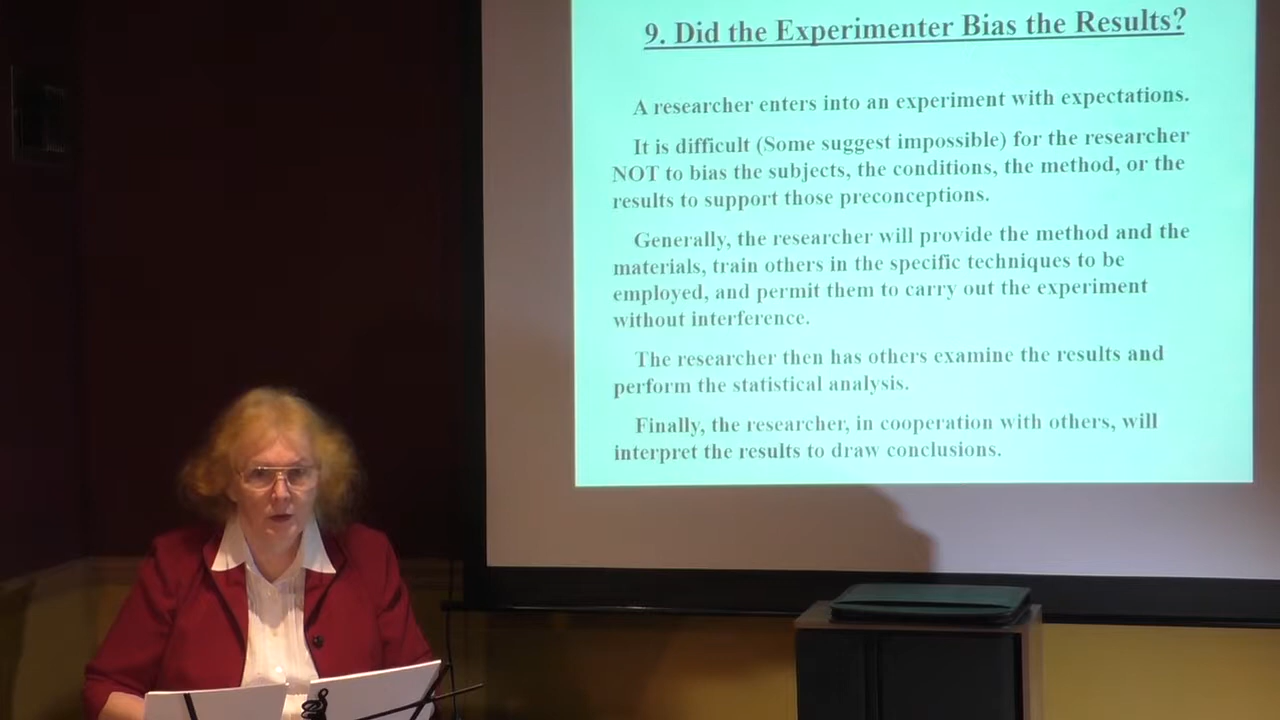 9. Did the Experimenter Bias the Results?
A researcher enters into an experiment with expectations.
It is difficult (Some suggest impossible) for the researcher
NOT to bias the subjects, the conditions, the method, or the
results to support those preconceptions.
Generally, the researcher will provide the method and the
materials, train others in the specific techniques to be
employed, and permit them to carry out the experiment
without interference.
The researcher then has others examine the results and
perform the statistical analysis.
Finally, the researcher, in cooperation with others, will
interpret the results to draw conclusions.